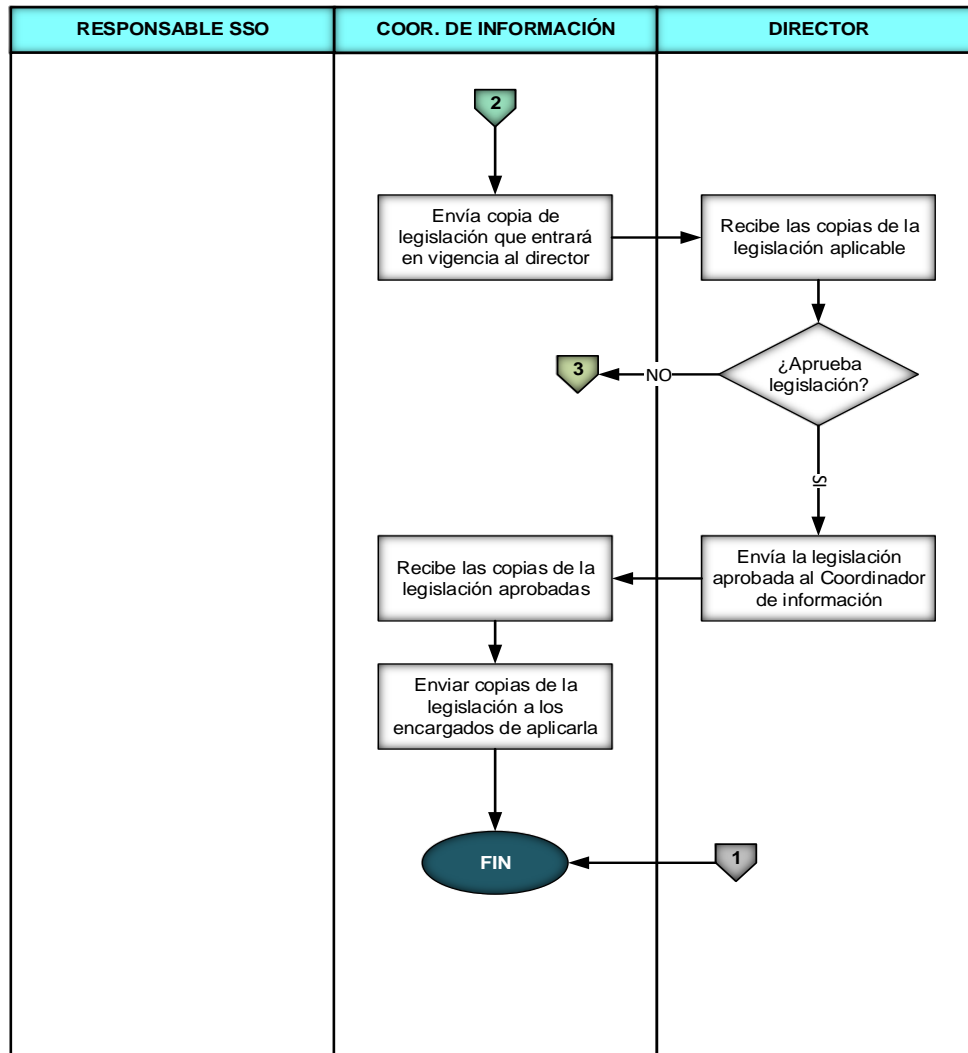 RESPONSABLE SSO
COOR. DE INFORMACIÓN
DIRECTOR
2
Envía copia de
legislación que entrará
en vigencia al director
Recibe las copias de la
legislación aplicable
¿Aprueba
legislación?
NO
3
SI
Envía la legislación
aprobada al Coordinador
de información
Recibe las copias de la
legislación aprobadas
Enviar copias de la
legislación a los
encargados de aplicarla
FIN
1